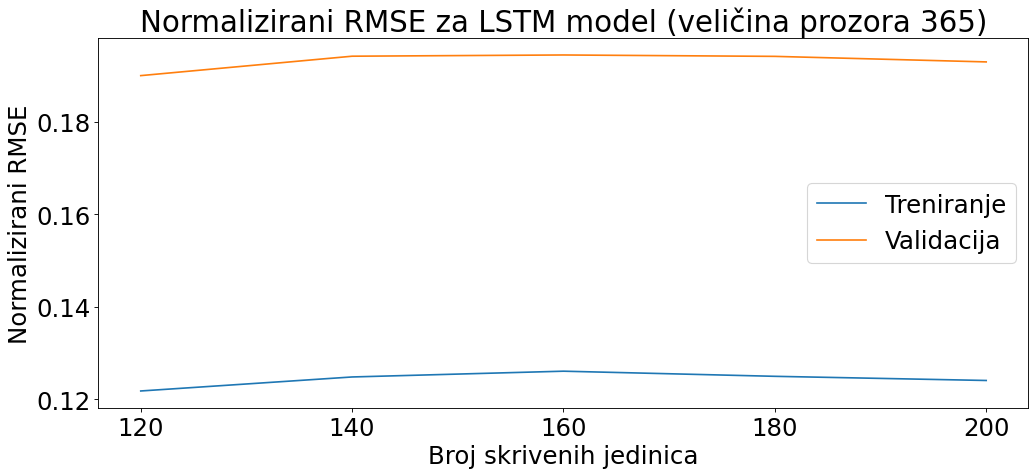 Normalizirani RMSE za LSTM model (veličina prozora 365)
Normalizirani RMSE
0.18
0.16
0.14
0.12
Treniranje
Validacija
120 140 160 180 200
Broj skrivenih jedinica